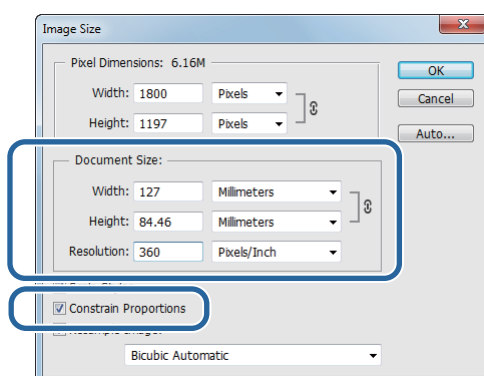 Image Size
Pixel Dimensions: 6.16M
Width: 1800 Pixels
Height: 1197 Pixels
OK
Cancel
Auto...
Document Size:
Width: 127 Millimeters
Height: 84.46 Millimeters
Resolution: 360 Pixels/Inch
Constrain Proportions
Bicubic Automatic